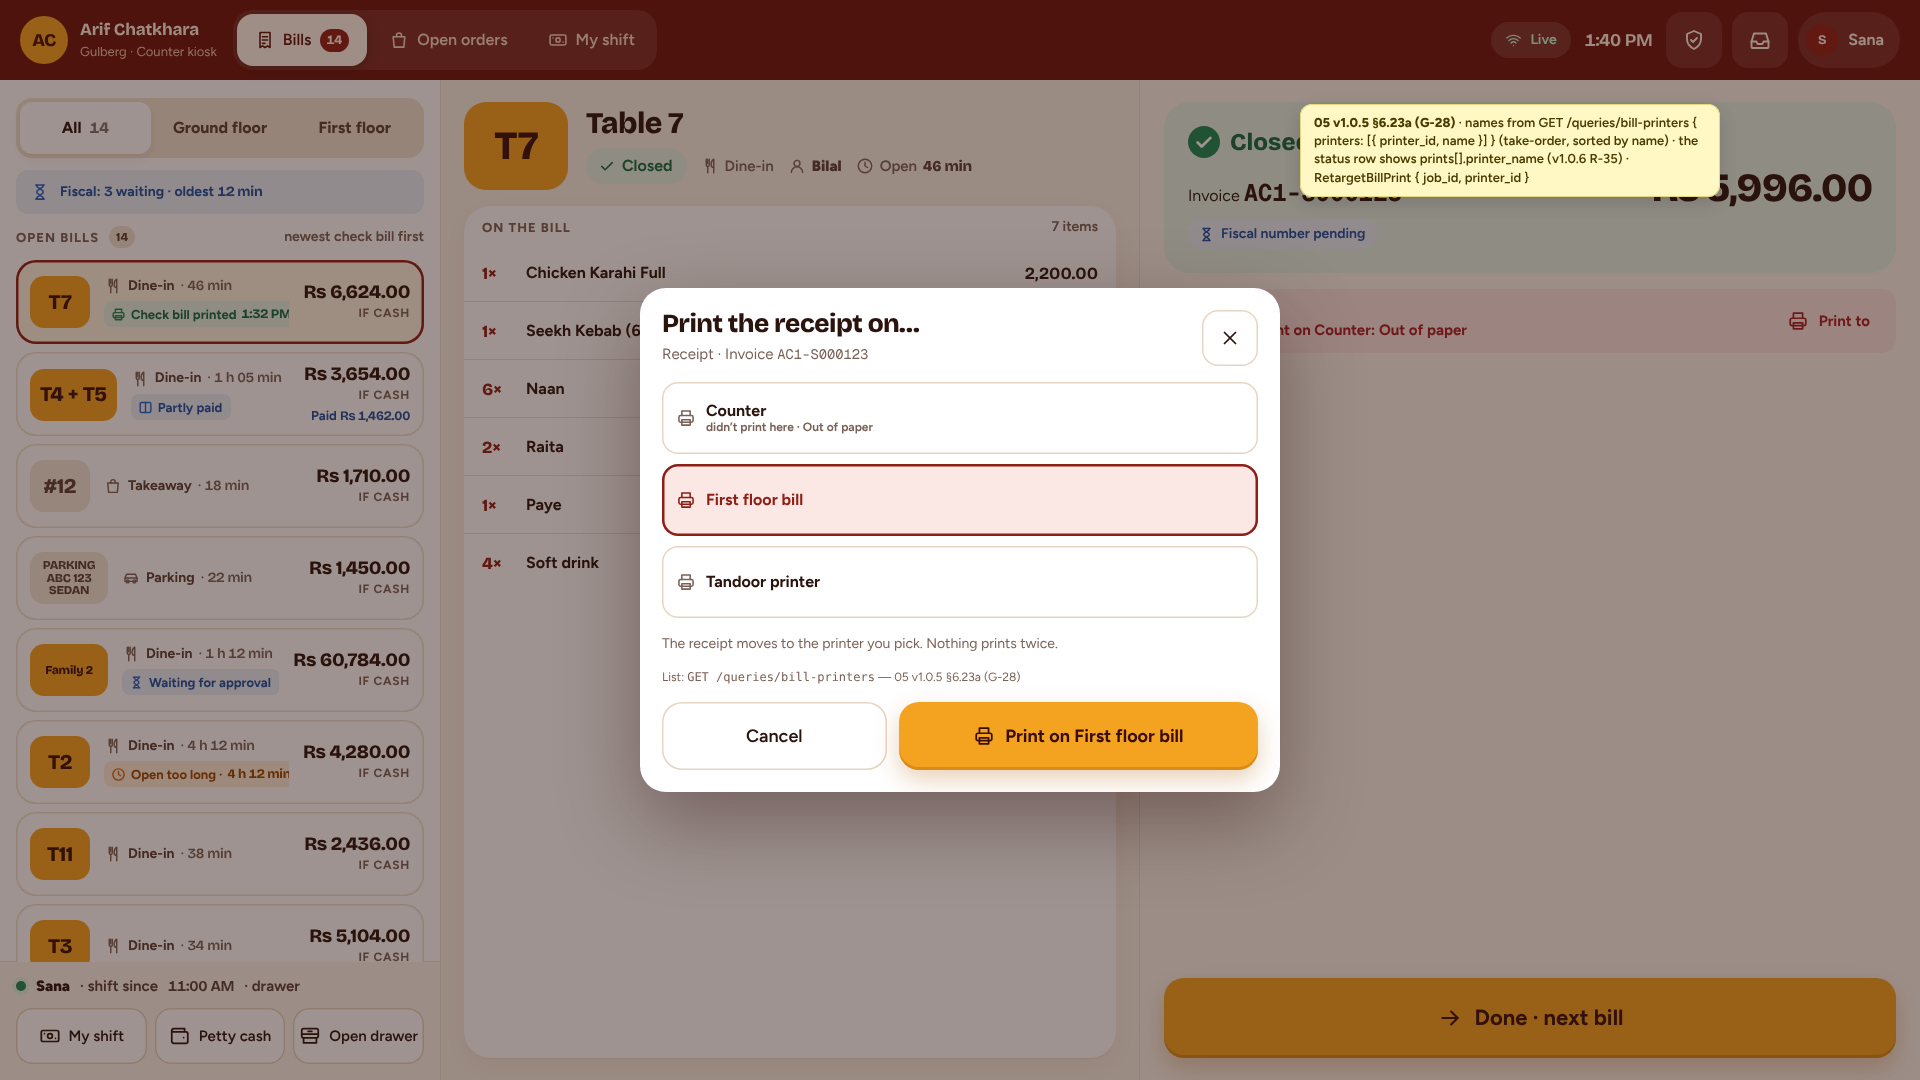 AC
Arif Chatkhara
Gulberg · Counter kiosk
Bills 14
Open orders
My shift
Live
1:40 PM
S Sana
All 14
Ground floor
First floor
Fiscal: 3 waiting · oldest 12 min
OPEN BILLS 14
newest check bill first
T7
Dine-in · 46 min
Check bill printed 1:32 PM
Rs 6,624.00
IF CASH
T4 + T5
Dine-in · 1 h 05 min
Partly paid
Rs 3,654.00
IF CASH
Paid Rs 1,462.00
#12
Takeaway · 18 min
Rs 1,710.00
IF CASH
PARKING
ABC 123
SEDAN
Parking · 22 min
Rs 1,450.00
IF CASH
Family 2
Dine-in · 1 h 12 min
Waiting for approval
Rs 60,784.00
IF CASH
T2
Dine-in · 4 h 12 min
Open too long · 4 h 12 min
Rs 4,280.00
IF CASH
T11
Dine-in · 38 min
Rs 2,436.00
IF CASH
T3
Dine-in · 34 min
Rs 5,104.00
IF CASH
Sana · shift since 11:00 AM · drawer
My shift
Petty cash
Open drawer
T7
Table 7
Closed
Dine-in
Bilal
Open 46 min
ON THE BILL
7 items
1× Chicken Karahi Full 2,200.00
1× Seekh Kebab (6
6× Naan
2× Raita
1× Paye
4× Soft drink
Print the receipt on…
Receipt · Invoice AC1-S000123
Counter
didn't print here · Out of paper
First floor bill
Tandoor printer
The receipt moves to the printer you pick. Nothing prints twice.
List: GET /queries/bill-printers — 05 v1.0.5 §6.23a (G-28)
Cancel
Print on First floor bill
05 v1.0.5 §6.23a (G-28) · names from GET /queries/bill-printers {
printers: [{ printer_id, name }] } (take-order, sorted by name) · the
status row shows prints[].printer_name (v1.0.6 R-35) ·
RetargetBillPrint { job_id, printer_id }
Closed
Invoice AC1-S000123
Rs 5,996.00
Fiscal number pending
on Counter: Out of paper
Print to
Done · next bill